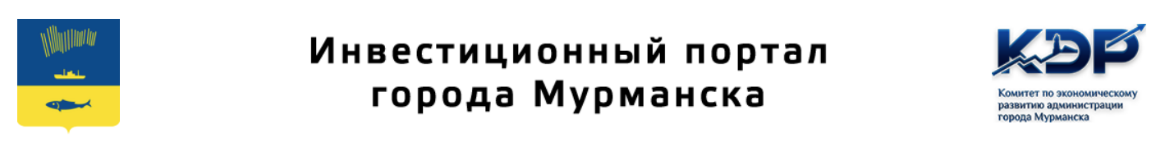 Инвестиционный портал
города Мурманска
КЭР
Комитет по экономическому
развитию администрации
города Мурманска